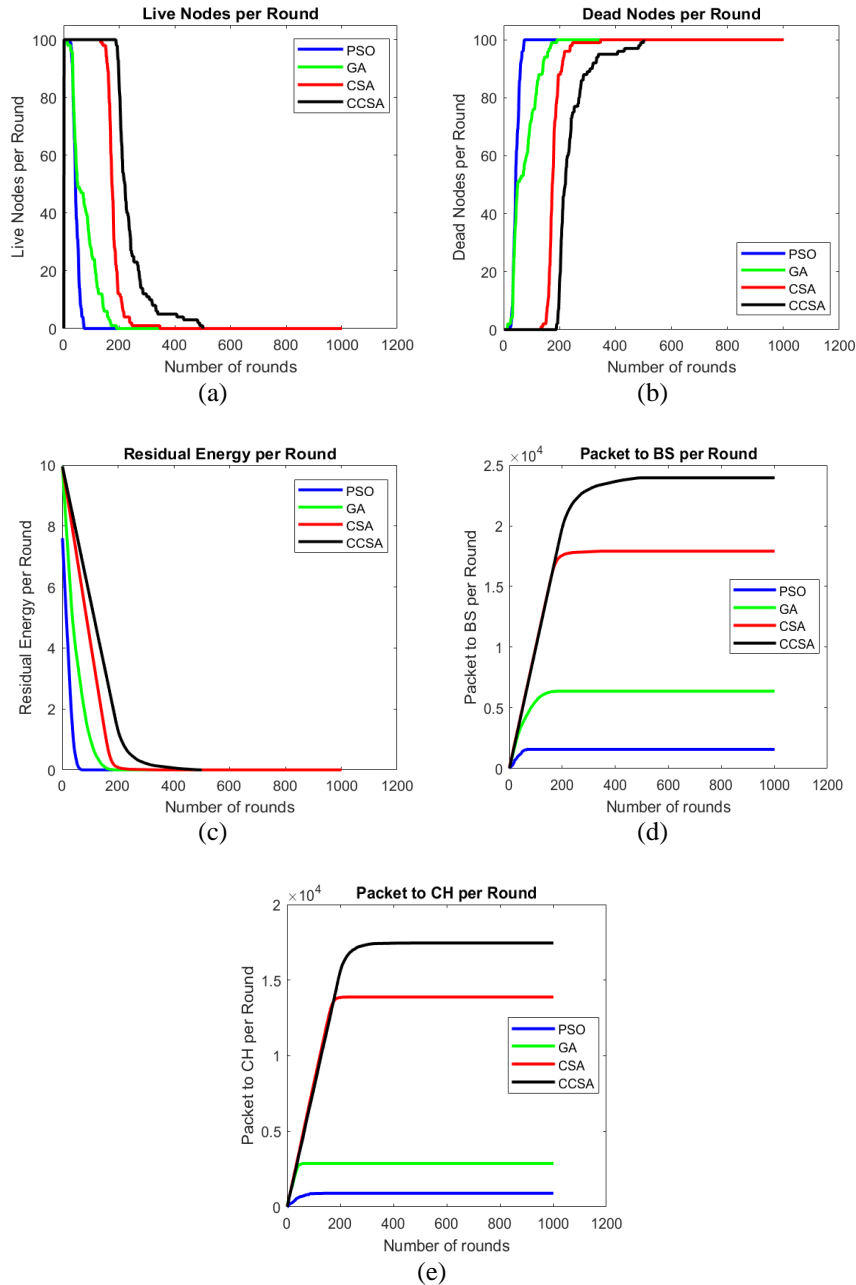 Live Nodes per Round
100
80
60
40
20
0
0
200
400
600
800
1000
1200
Live Nodes per Round
Number of rounds
PSO
GA
CSA
CCSA
(a)
Dead Nodes per Round
100
80
60
40
20
0
0
200
400
600
800
1000
1200
Dead Nodes per Round
Number of rounds
PSO
GA
CSA
CCSA
(b)
Residual Energy per Round
10
8
6
4
2
0
0
200
400
600
800
1000
1200
Residual Energy per Round
Number of rounds
PSO
GA
CSA
CCSA
(c)
Packet to BS per Round
×10^4
2.5
2
1.5
1
0.5
0
0
200
400
600
800
1000
1200
Packet to BS per Round
Number of rounds
PSO
GA
CSA
CCSA
(d)
Packet to CH per Round
×10^4
2
1.5
1
0.5
0
0
200
400
600
800
1000
1200
Packet to CH per Round
Number of rounds
PSO
GA
CSA
CCSA
(e)